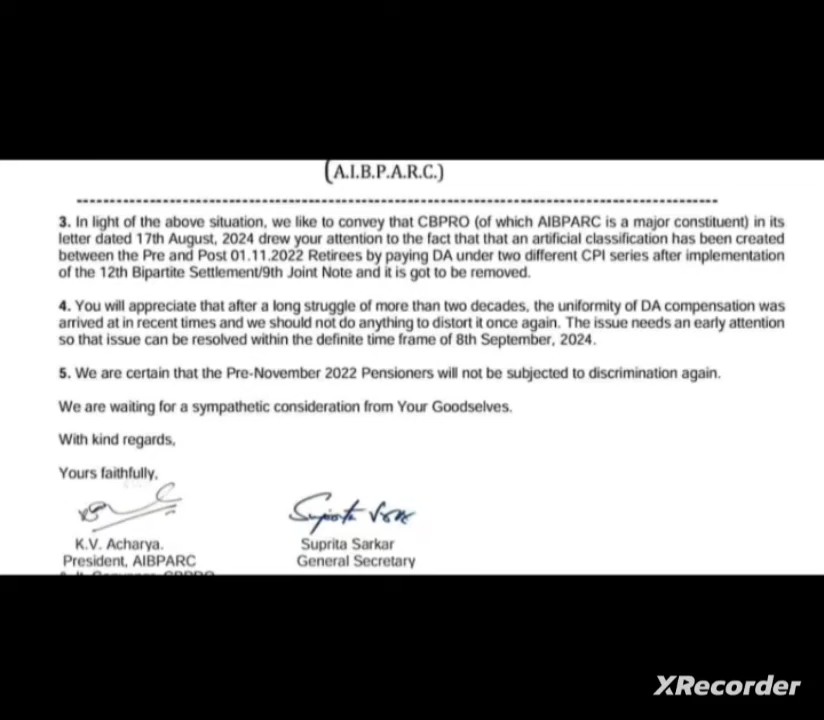 (A.I.B.P.A.R.C.)
3. In light of the above situation, we like to convey that CBPRO (of which AIBPARC is a major constituent) in its
letter dated 17th August, 2024 drew your attention to the fact that that an artificial classification has been created
between the Pre and Post 01.11.2022 Retirees by paying DA under two different CPI series after implementation
of the 12th Bipartite Settlement/9th Joint Note and it is got to be removed.
4. You will appreciate that after a long struggle of more than two decades, the uniformity of DA compensation was
arrived at in recent times and we should not do anything to distort it once again. The issue needs an early attention
so that issue can be resolved within the definite time frame of 8th September, 2024.
5. We are certain that the Pre-November 2022 Pensioners will not be subjected to discrimination again.
We are waiting for a sympathetic consideration from Your Goodselves.
With kind regards,
Yours faithfully,
K.V. Acharya. Suprita Sarkar
President, AIBPARC General Secretary
XRecorder